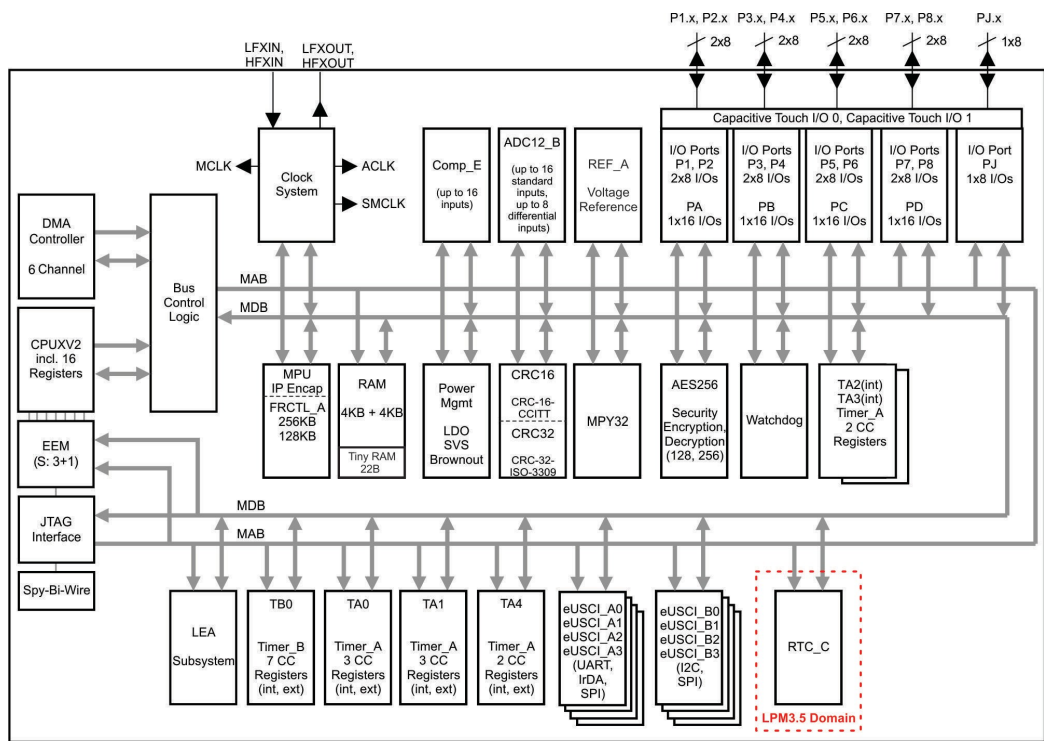 P1.x, P2.x
P3.x, P4.x
P5.x, P6.x
P7.x, P8.x
PJ.x
2x8
2x8
2x8
2x8
1x8
LFXIN,
HFXIN
LFXOUT,
HFXOUT
Capacitive Touch I/O 0, Capacitive Touch I/O 1
MCLK
Clock
System
ACLK
SMCLK
Comp_E
(up to 16
inputs)
ADC12_B
(up to 16
standard
inputs,
up to 8
differential
inputs)
REF_A
Voltage
Reference
I/O Ports
P1, P2
2x8 I/Os
PA
1x16 I/Os
I/O Ports
P3, P4
2x8 I/Os
PB
1x16 I/Os
I/O Ports
P5, P6
2x8 I/Os
PC
1x16 I/Os
I/O Ports
P7, P8
2x8 I/Os
PD
1x16 I/Os
I/O Port
PJ
1x8 I/Os
DMA
Controller
6 Channel
Bus
Control
Logic
MAB
MDB
CPUXV2
incl. 16
Registers
MPU
IP Encap
FRCTL_A
256KB
128KB
RAM
4KB + 4KB
Tiny RAM
22B
Power
Mgmt
LDO
SVS
Brownout
CRC16
CRC-16-
CCITT
CRC32
CRC-32-
ISO-3309
MPY32
AES256
Security
Encryption,
Decryption
(128, 256)
Watchdog
TA2(int)
TA3(int)
Timer_A
2 CC
Registers
EEM
(S: 3+1)
JTAG
Interface
Spy-Bi-Wire
MDB
MAB
LEA
Subsystem
TB0
Timer_B
7 CC
Registers
(int, ext)
TA0
Timer_A
3 CC
Registers
(int, ext)
TA1
Timer_A
3 CC
Registers
(int, ext)
TA4
Timer_A
2 CC
Registers
(int, ext)
eUSCI_A0
eUSCI_A1
eUSCI_A2
eUSCI_A3
(UART,
IrDA,
SPI)
eUSCI_B0
eUSCI_B1
eUSCI_B2
eUSCI_B3
(I2C,
SPI)
RTC_C
LPM3.5 Domain